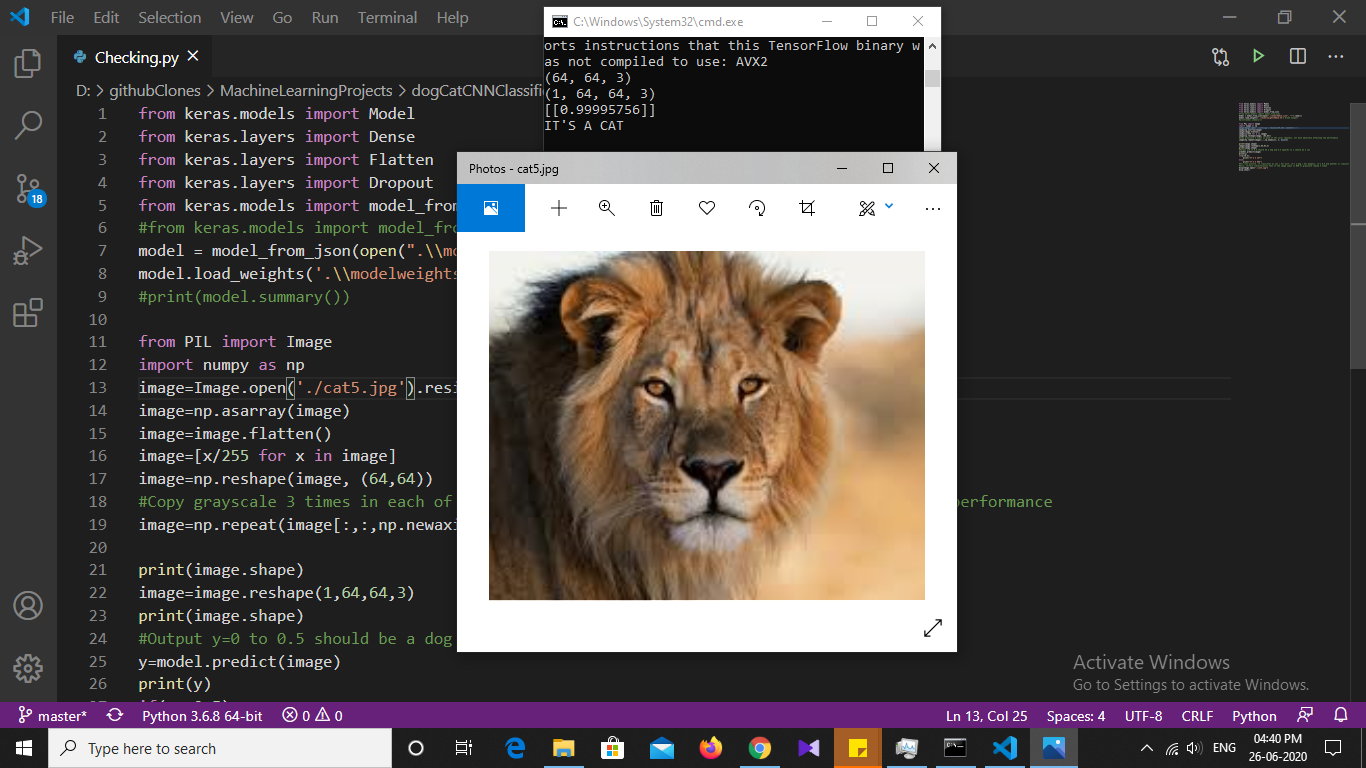 File Edit Selection View Go Run Terminal Help
C:\Windows\System32\cmd.exe
Checking.py
D: > githubClones > MachineLearningProjects > dogCatCNNClassifi
orts instructions that this TensorFlow binary w
as not compiled to use: AVX2
(64, 64, 3)
(1, 64, 64, 3)
[[0.99995756]]
IT'S A CAT
1 from keras.models import Model
2 from keras.layers import Dense
3 from keras.layers import Flatten
4 from keras.layers import Dropout
5 from keras.models import model_from
6 #from keras.models import model_fro
7 model = model_from_json(open(".\\mo
8 model.load_weights('.\\modelweights
9 #print(model.summary())
10
11 from PIL import Image
12 import numpy as np
13 image=Image.open('./cat5.jpg').resi
14 image=np.asarray(image)
15 image=image.flatten()
16 image=[x/255 for x in image]
17 image=np.reshape(image, (64,64))
18 #Copy grayscale 3 times in each of performance
19 image=np.repeat(image[:,:,np.newaxi
20
21 print(image.shape)
22 image=image.reshape(1,64,64,3)
23 print(image.shape)
24 #Output y=0 to 0.5 should be a dog
25 y=model.predict(image)
26 print(y)
Photos - cat5.jpg
18
Activate Windows
Go to Settings to activate Windows.
master* Python 3.6.8 64-bit 0 0 Ln 13, Col 25 Spaces: 4 UTF-8 CRLF Python
Type here to search
ENG
04:40 PM
26-06-2020